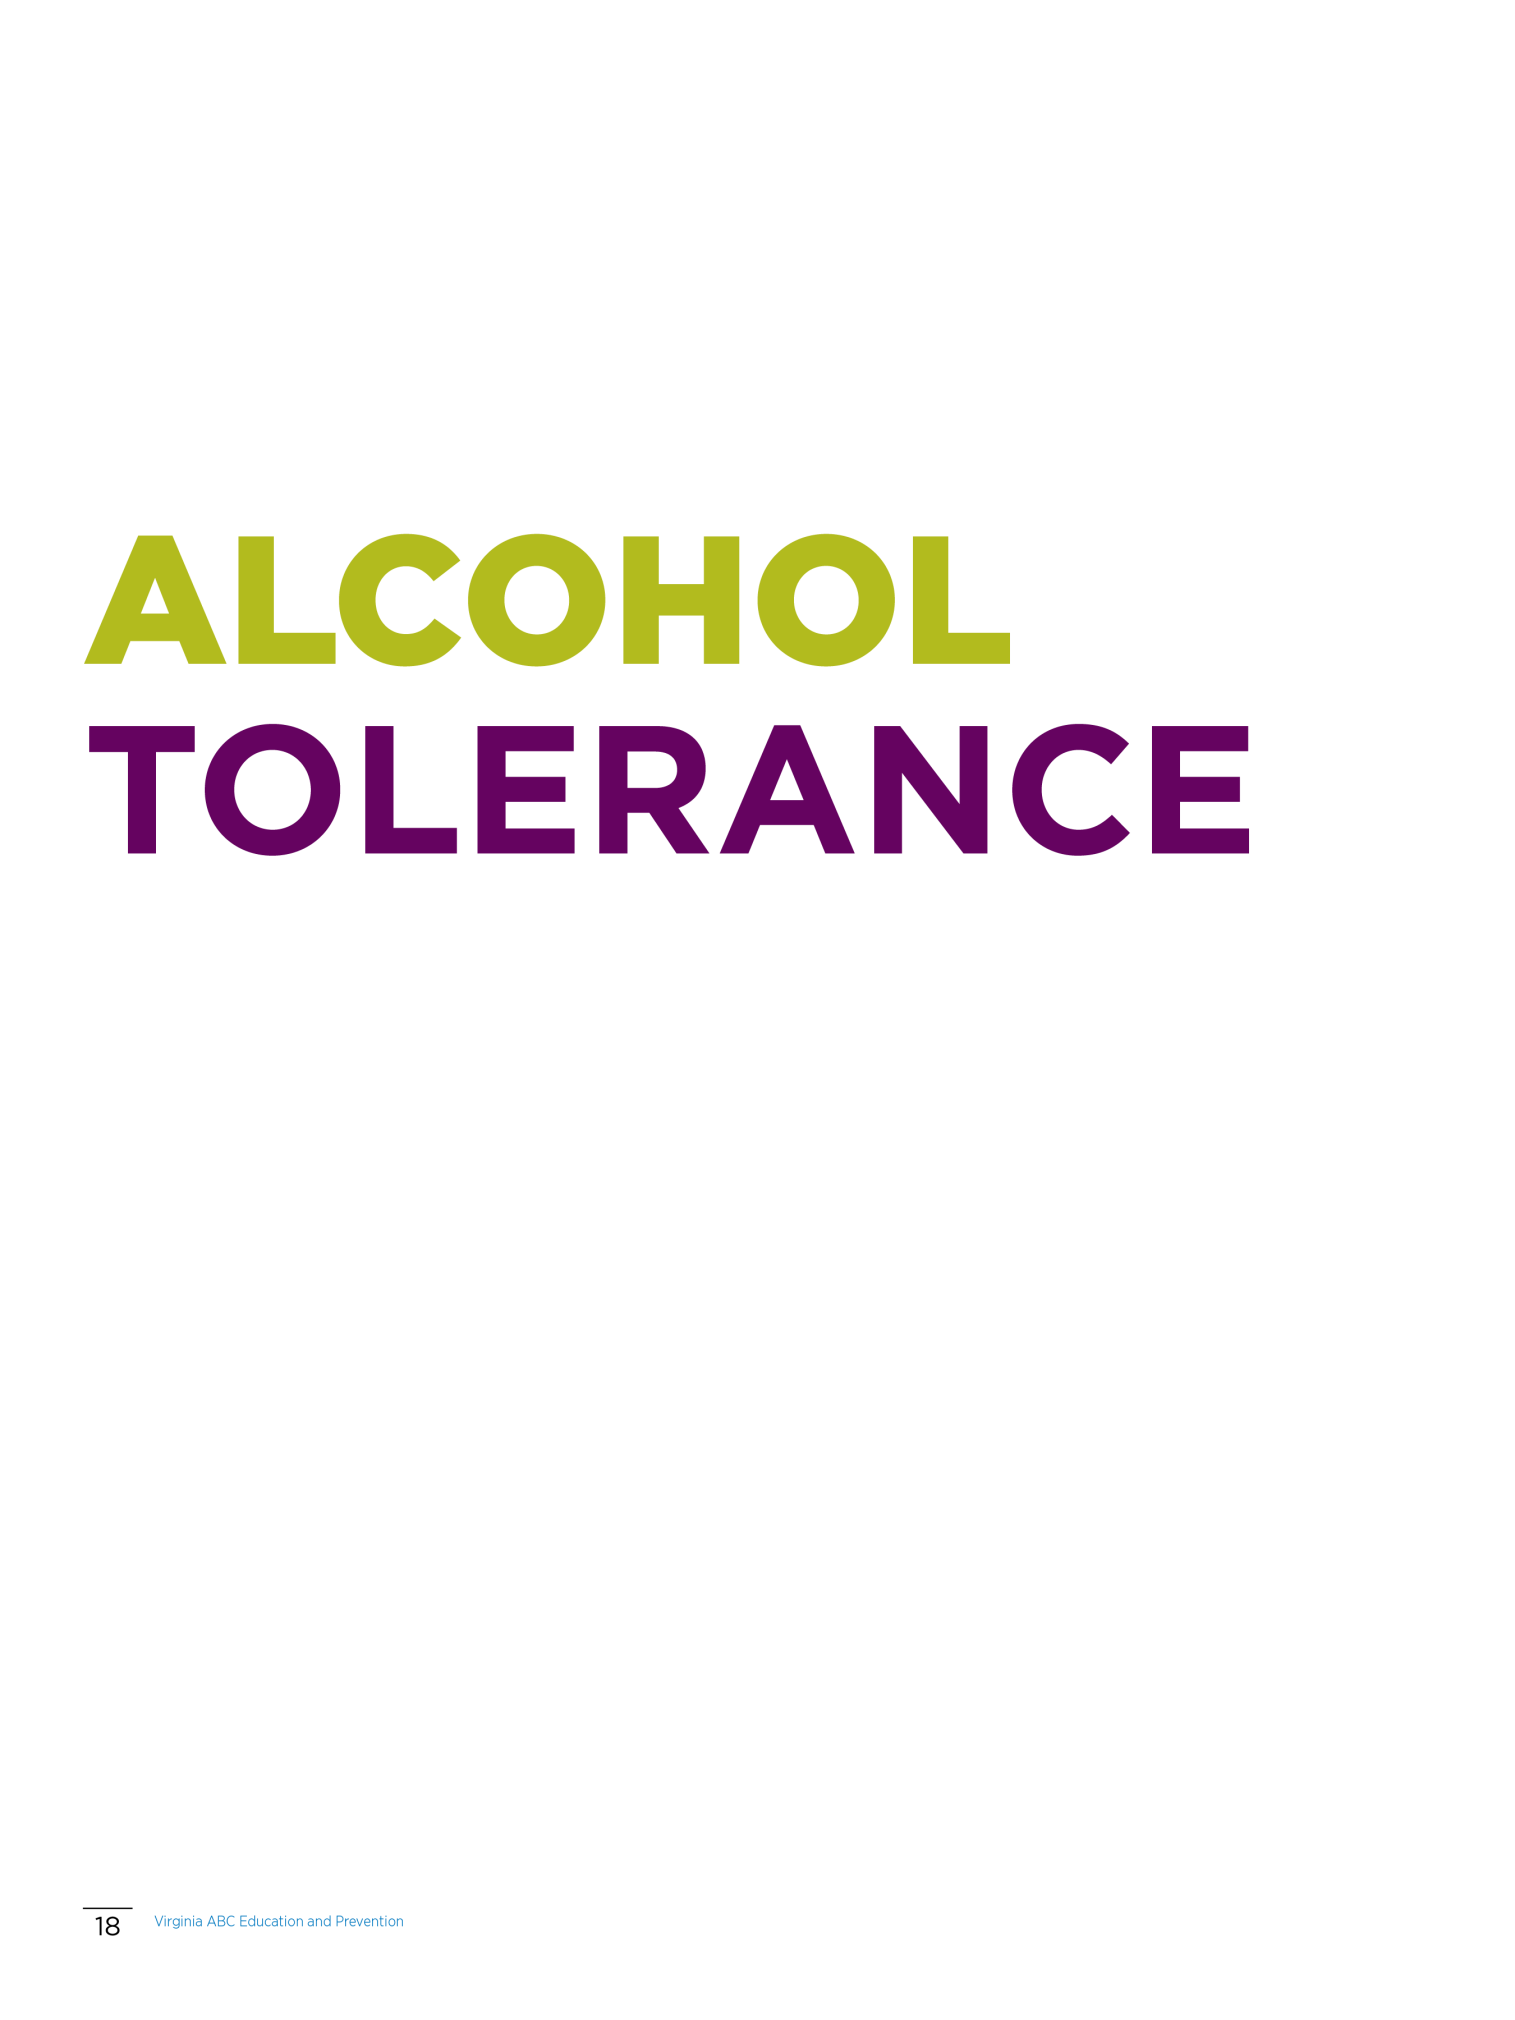 ALCOHOL
TOLERANCE
18 Virginia ABC Education and Prevention